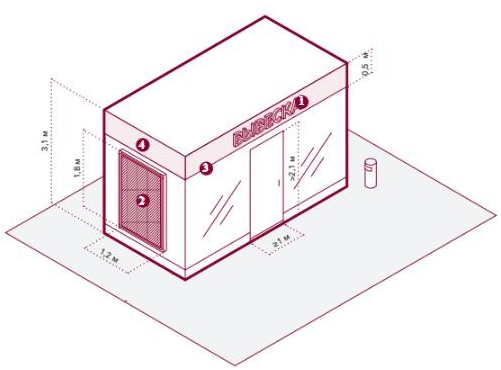 0,5 м
1
ВЫВЕСКА
3,1 м
4
1,8 м
3
>2,1 м
2
≥1 м
1,2 м